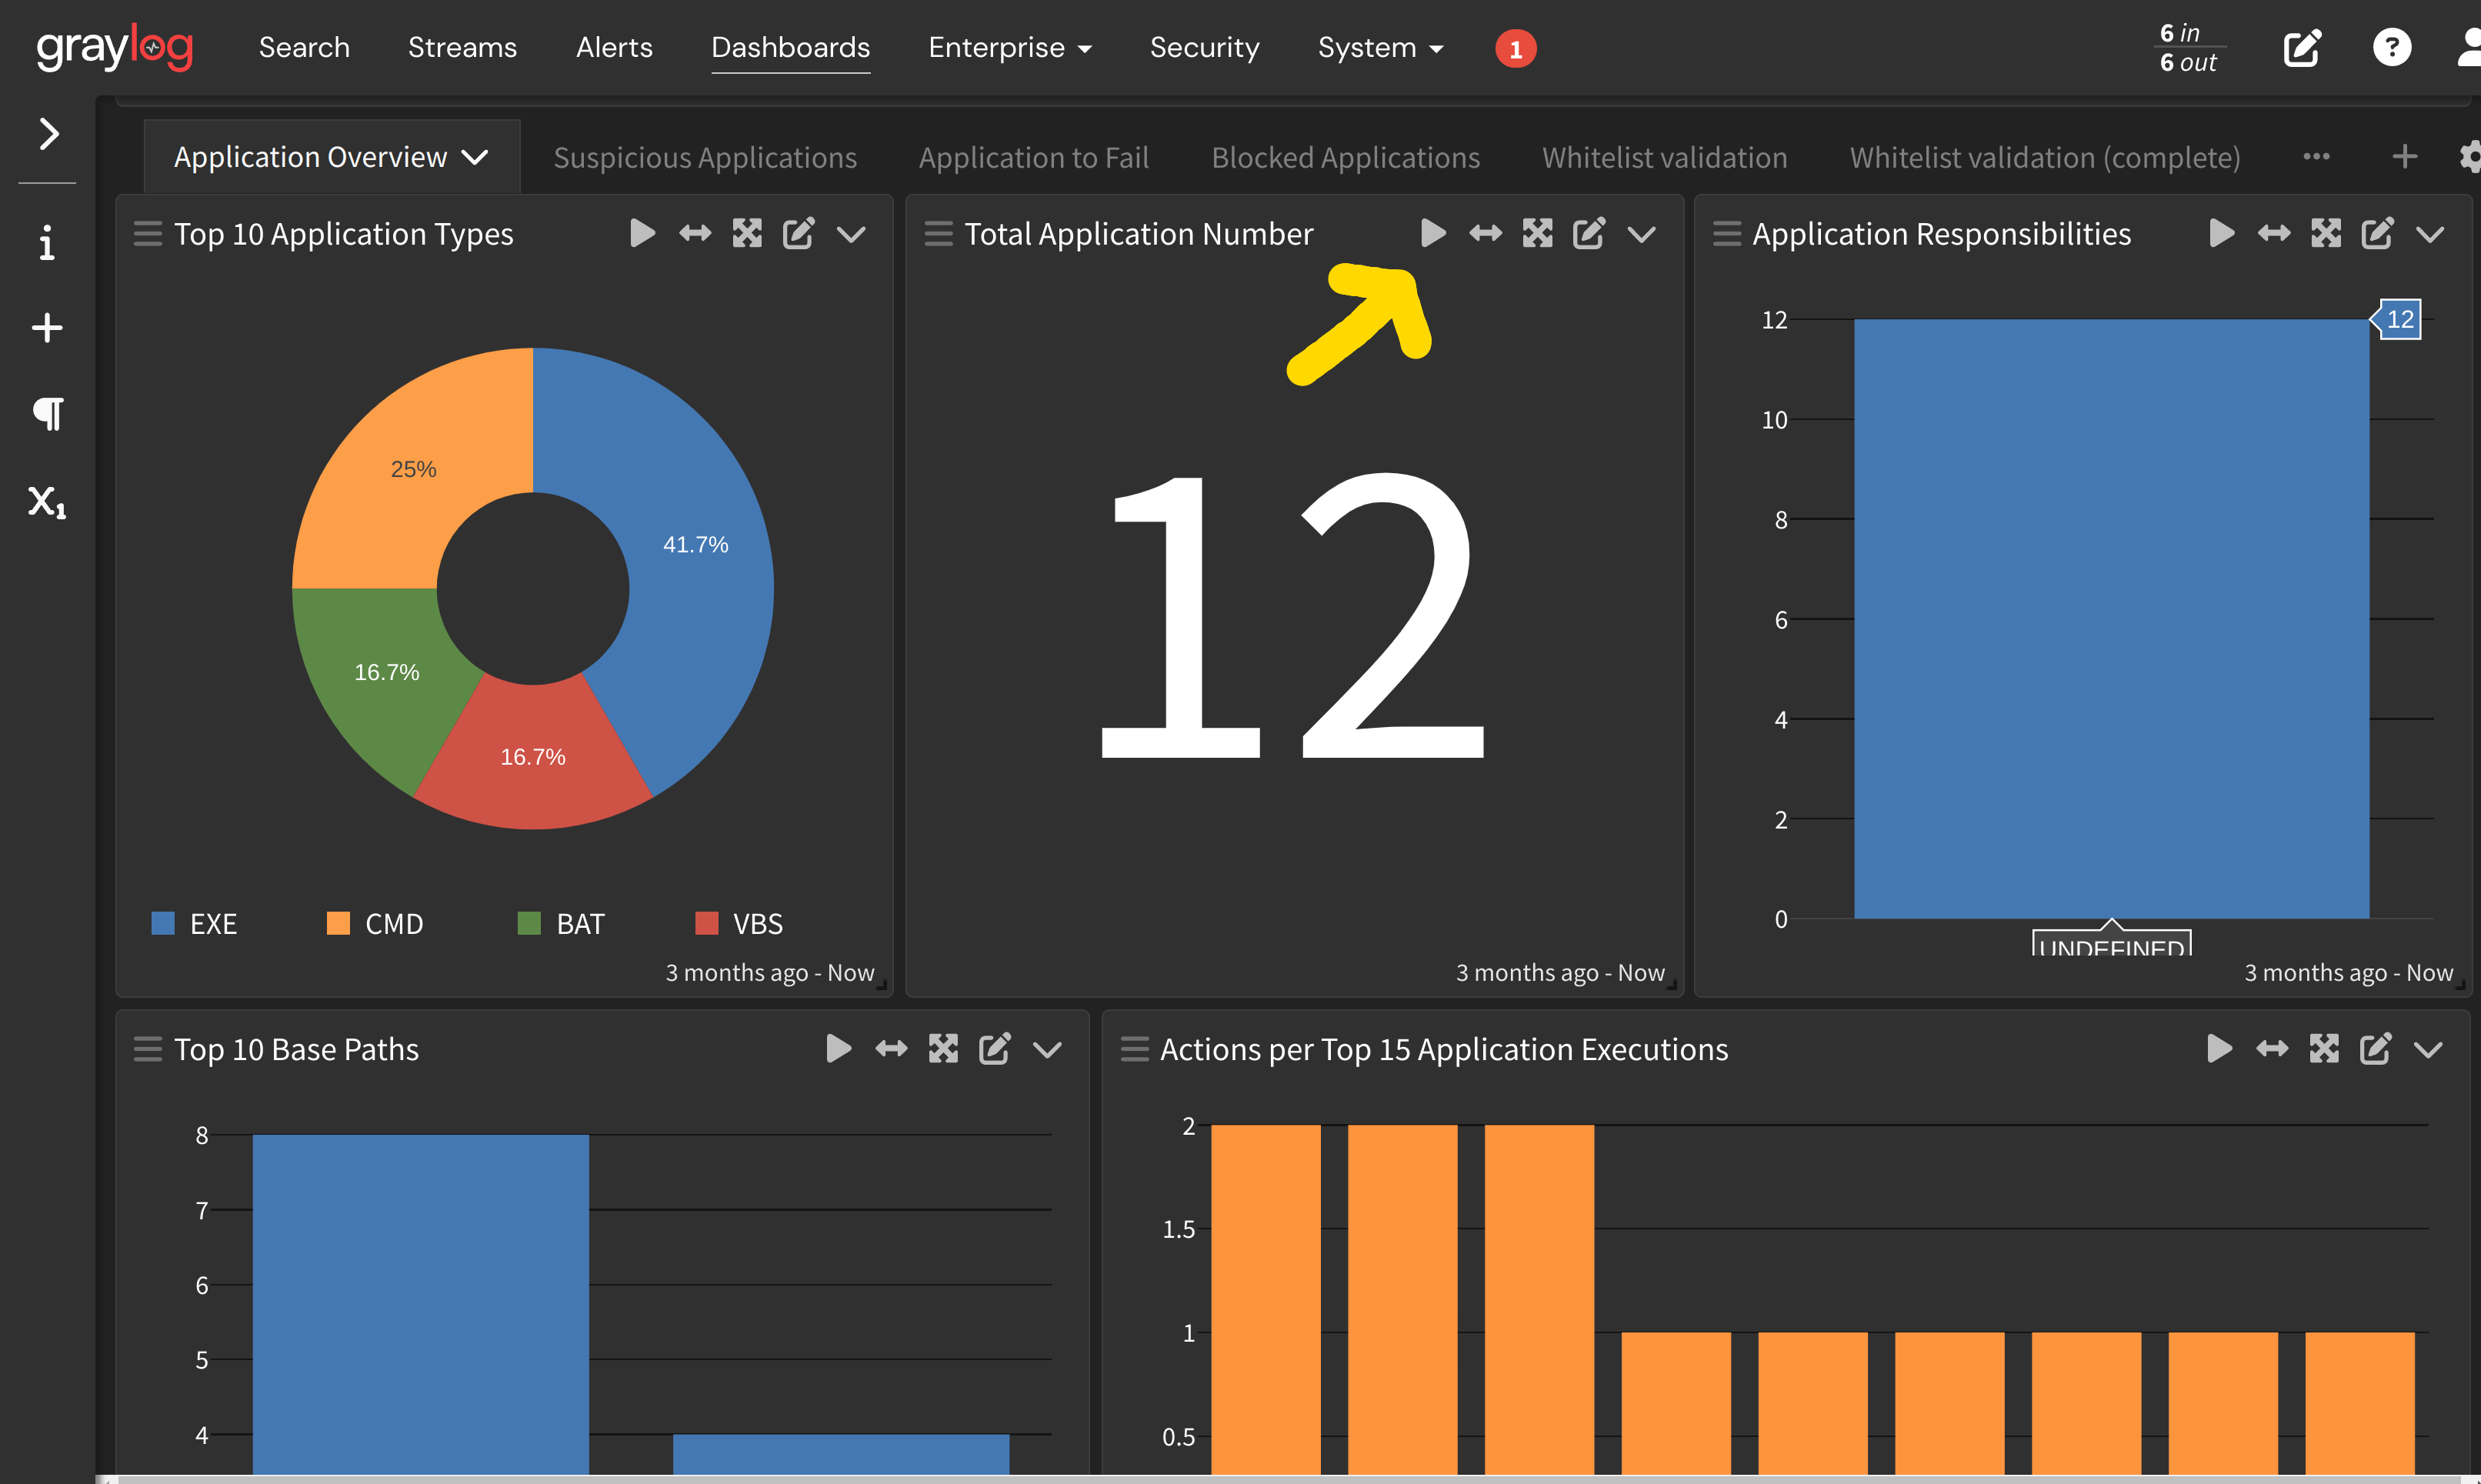 graylog
Search Streams Alerts Dashboards Enterprise Security System 1
6 in
6 out
Application Overview Suspicious Applications Application to Fail Blocked Applications Whitelist validation Whitelist validation (complete) ...
Top 10 Application Types
25%
41.7%
16.7%
16.7%
EXE CMD BAT VBS
3 months ago - Now
Total Application Number
12
3 months ago - Now
Application Responsibilities
12
12
10
8
6
4
2
0
UNDEFINED
3 months ago - Now
Top 10 Base Paths
8
7
6
5
4
Actions per Top 15 Application Executions
2
1.5
1
0.5